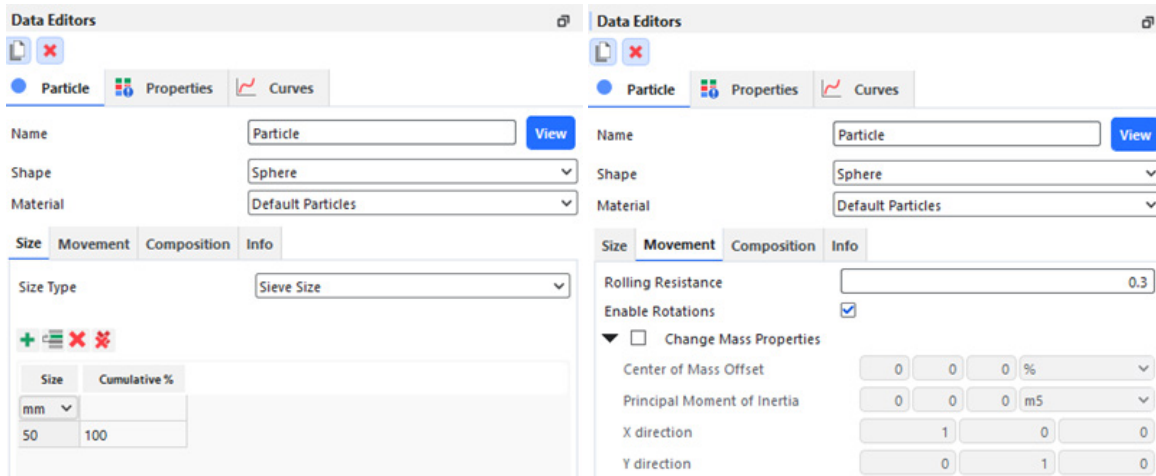 Data Editors
Particle Properties Curves
Name Particle View
Shape Sphere
Material Default Particles
Size Movement Composition Info
Size Type Sieve Size
Size Cumulative %
mm
50 100
Data Editors
Particle Properties Curves
Name Particle View
Shape Sphere
Material Default Particles
Size Movement Composition Info
Rolling Resistance 0.3
Enable Rotations
Change Mass Properties
Center of Mass Offset 0 0 0 %
Principal Moment of Inertia 0 0 0 m5
X direction 1 0 0
Y direction 0 1 0